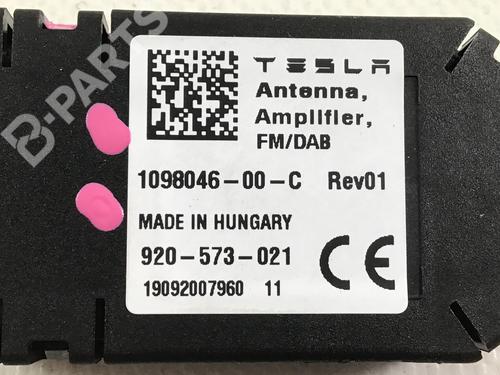 TESLA
Antenna,
Amplifier,
FM/DAB
1098046-00-C Rev01
MADE IN HUNGARY
920-573-021
CE
19092007960 11
B-PARTS